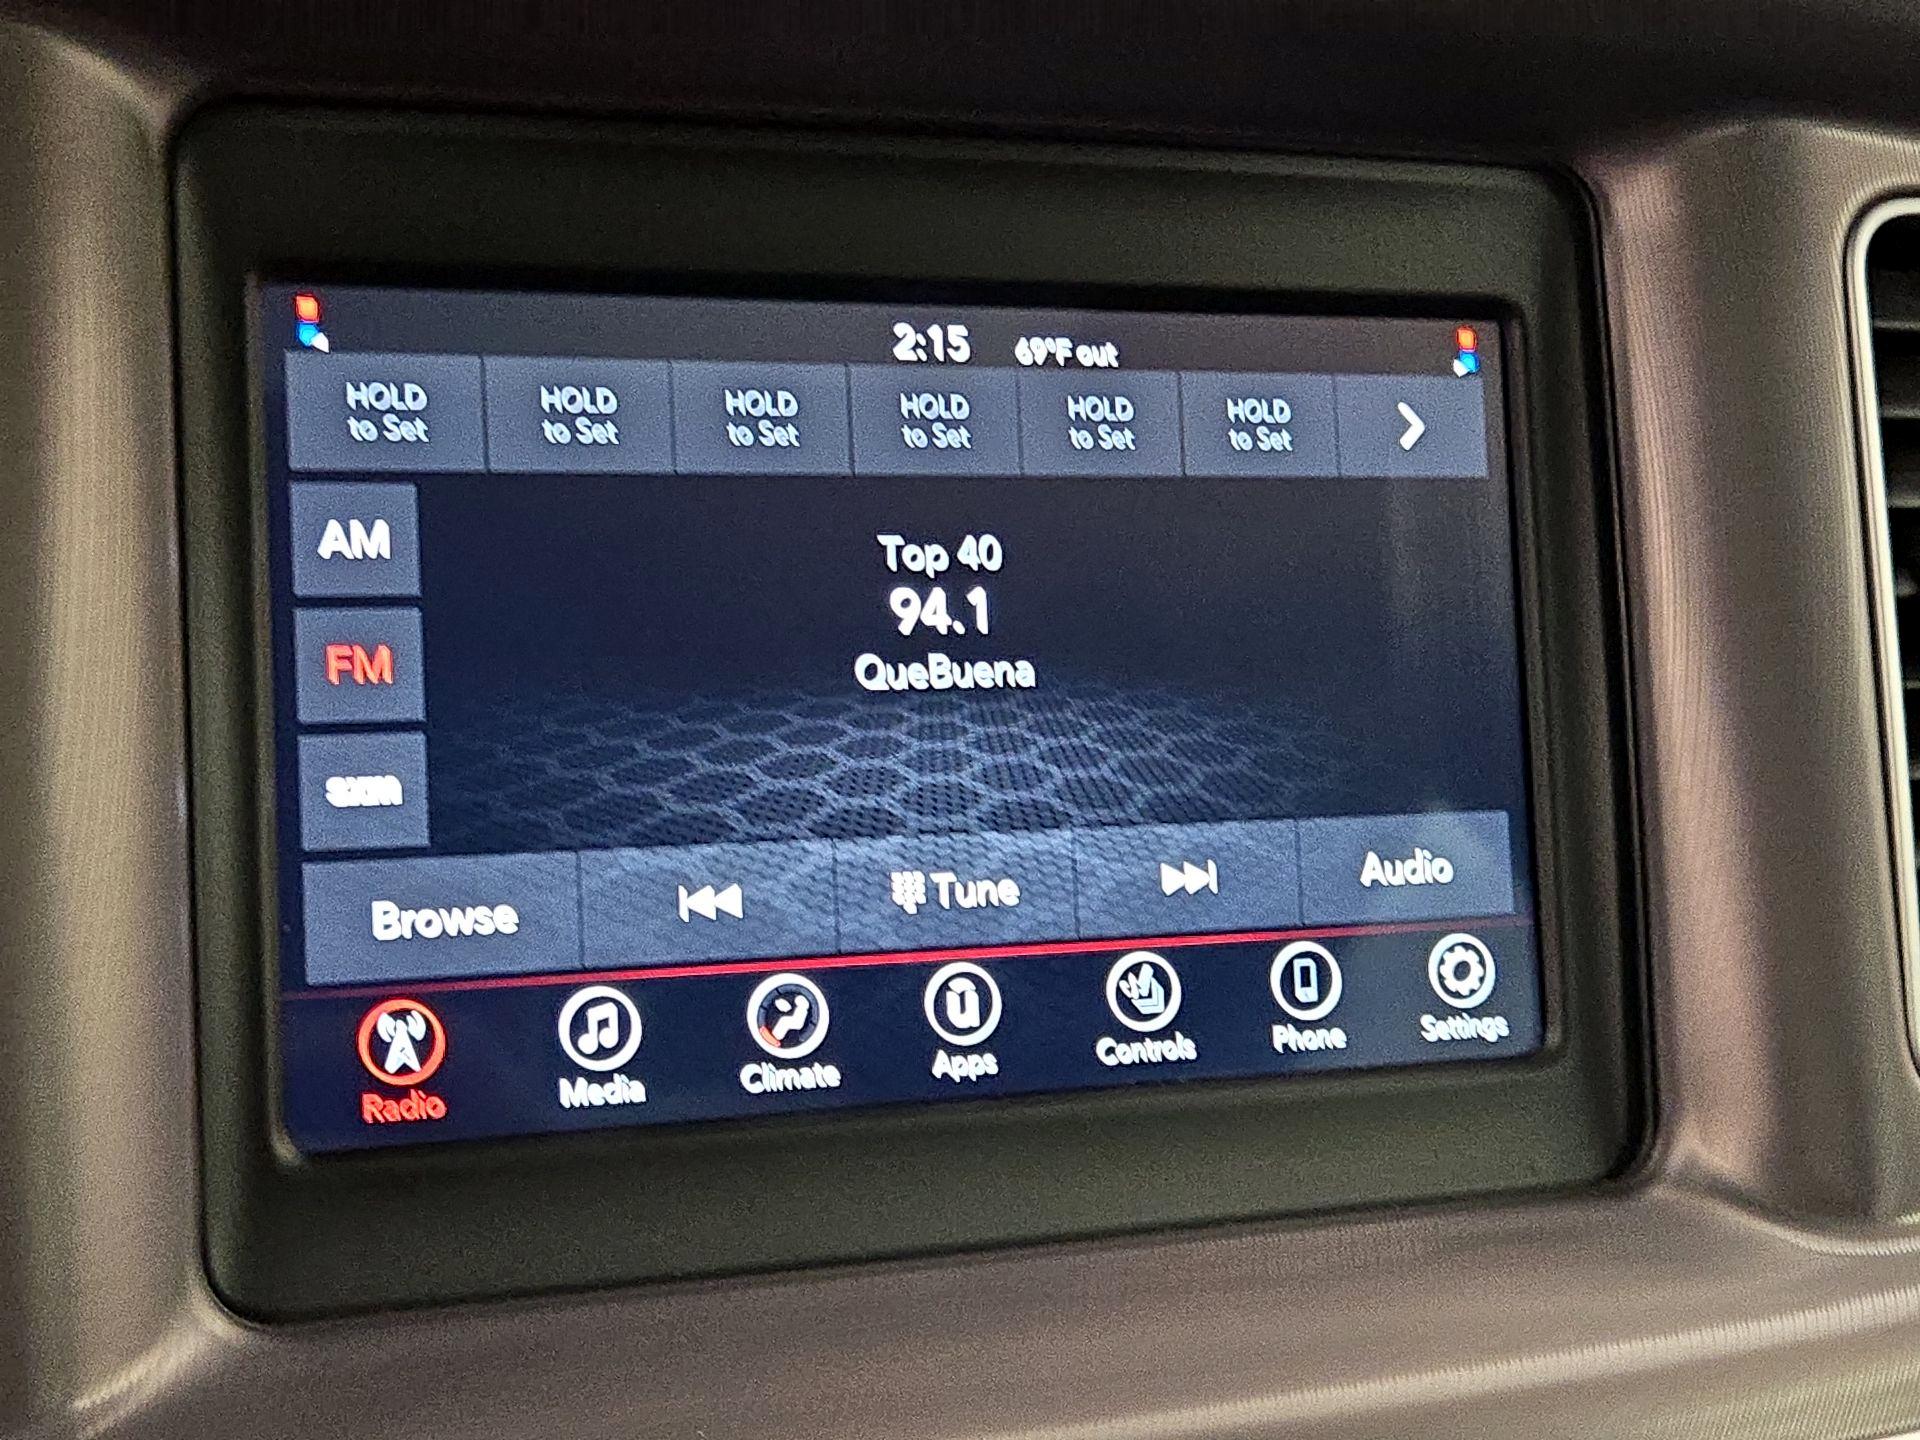 2:15 69°F out
HOLD to Set
HOLD to Set
HOLD to Set
HOLD to Set
HOLD to Set
HOLD to Set
AM
FM
SXM
Top 40
94.1
QueBuena
Browse
Tune
Audio
Radio
Media
Climate
Apps
Controls
Phone
Settings